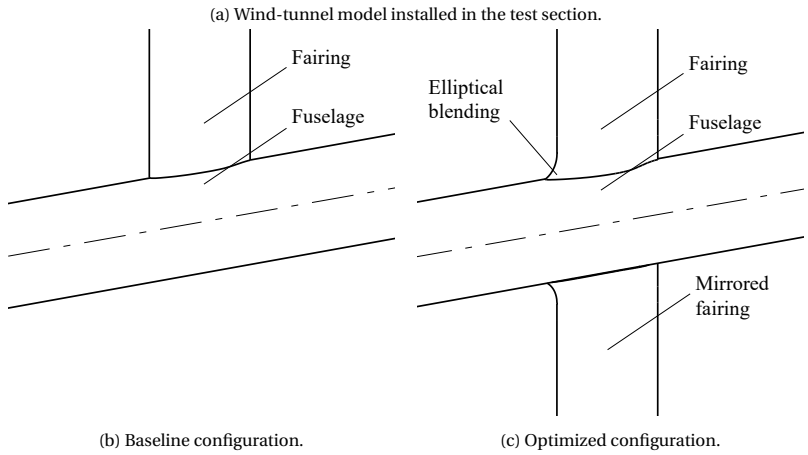 (a) Wind-tunnel model installed in the test section.
Fairing
Fuselage
(b) Baseline configuration.
Elliptical
blending
Fairing
Fuselage
Mirrored
fairing
(c) Optimized configuration.